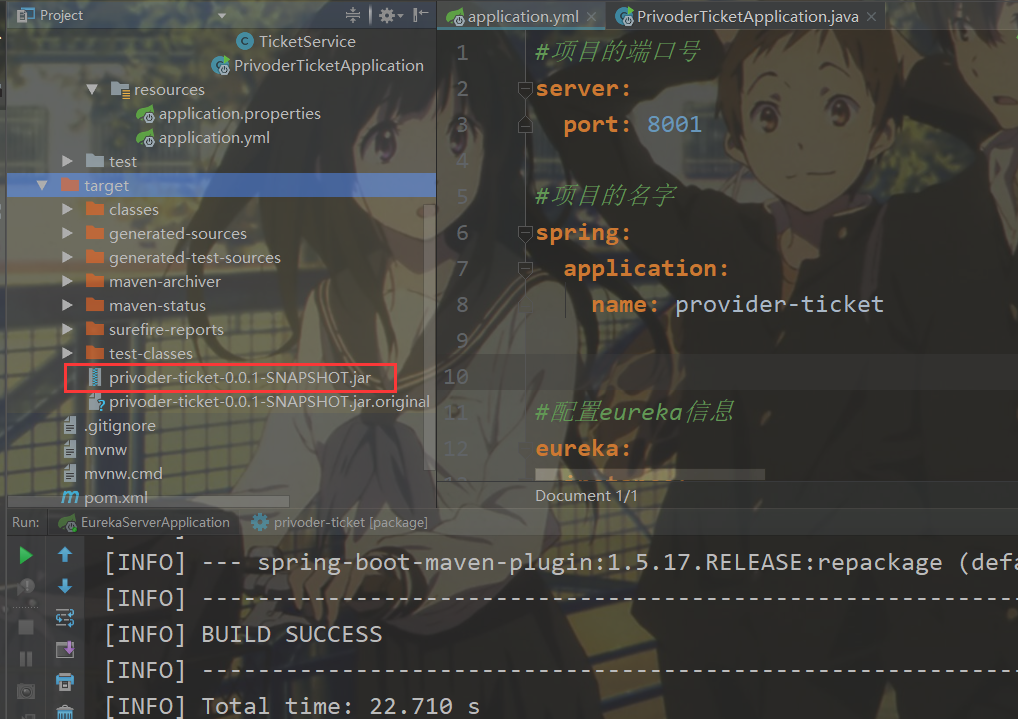 Project
TicketService
PrivoderTicketApplication
resources
application.properties
application.yml
test
target
classes
generated-sources
generated-test-sources
maven-archiver
maven-status
surefire-reports
test-classes
privoder-ticket-0.0.1-SNAPSHOT.jar
privoder-ticket-0.0.1-SNAPSHOT.jar.original
.gitignore
mvnw
mvnw.cmd
pom.xml
application.yml
PrivoderTicketApplication.java
1 #项目的端口号
2 server:
3 port: 8001
4
5 #项目的名字
6 spring:
7 application:
8 name: provider-ticket
9
10
11 #配置eureka信息
12 eureka:
Document 1/1
Run: EurekaServerApplication privoder-ticket [package]
[INFO] --- spring-boot-maven-plugin:1.5.17.RELEASE:repackage (defa
[INFO] ------------------------------------------------------------
[INFO] BUILD SUCCESS
[INFO] ------------------------------------------------------------
[INFO] Total time: 22.710 s